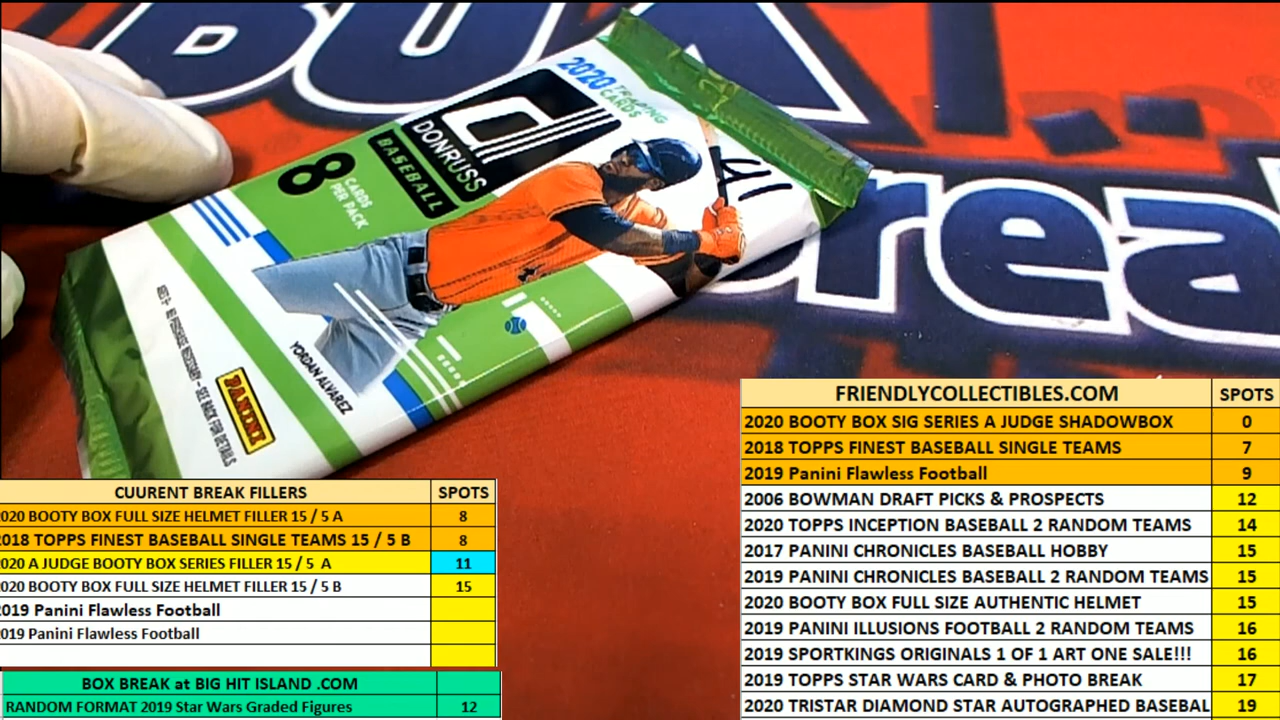 BOX
Break
2020 TRADING
CARDS
d
DONRUSS
BASEBALL
8 CARDS
PER PACK
YORDAN ALVAREZ
PANINI
SEE BACK FOR DETAILS
FRIENDLYCOLLECTIBLES.COM SPOTS
2020 BOOTY BOX SIG SERIES A JUDGE SHADOWBOX 0
2018 TOPPS FINEST BASEBALL SINGLE TEAMS 7
2019 Panini Flawless Football 9
2006 BOWMAN DRAFT PICKS & PROSPECTS 12
2020 TOPPS INCEPTION BASEBALL 2 RANDOM TEAMS 14
2017 PANINI CHRONICLES BASEBALL HOBBY 15
2019 PANINI CHRONICLES BASEBALL 2 RANDOM TEAMS 15
2020 BOOTY BOX FULL SIZE AUTHENTIC HELMET 15
2019 PANINI ILLUSIONS FOOTBALL 2 RANDOM TEAMS 16
2019 SPORTKINGS ORIGINALS 1 OF 1 ART ONE SALE!!! 16
2019 TOPPS STAR WARS CARD & PHOTO BREAK 17
2020 TRISTAR DIAMOND STAR AUTOGRAPHED BASEBAL 19
CUURENT BREAK FILLERS SPOTS
020 BOOTY BOX FULL SIZE HELMET FILLER 15 / 5 A 8
2018 TOPPS FINEST BASEBALL SINGLE TEAMS 15 / 5 B 8
020 A JUDGE BOOTY BOX SERIES FILLER 15 / 5 A 11
020 BOOTY BOX FULL SIZE HELMET FILLER 15 / 5 B 15
2019 Panini Flawless Football
2019 Panini Flawless Football
BOX BREAK at BIG HIT ISLAND .COM
RANDOM FORMAT 2019 Star Wars Graded Figures 12